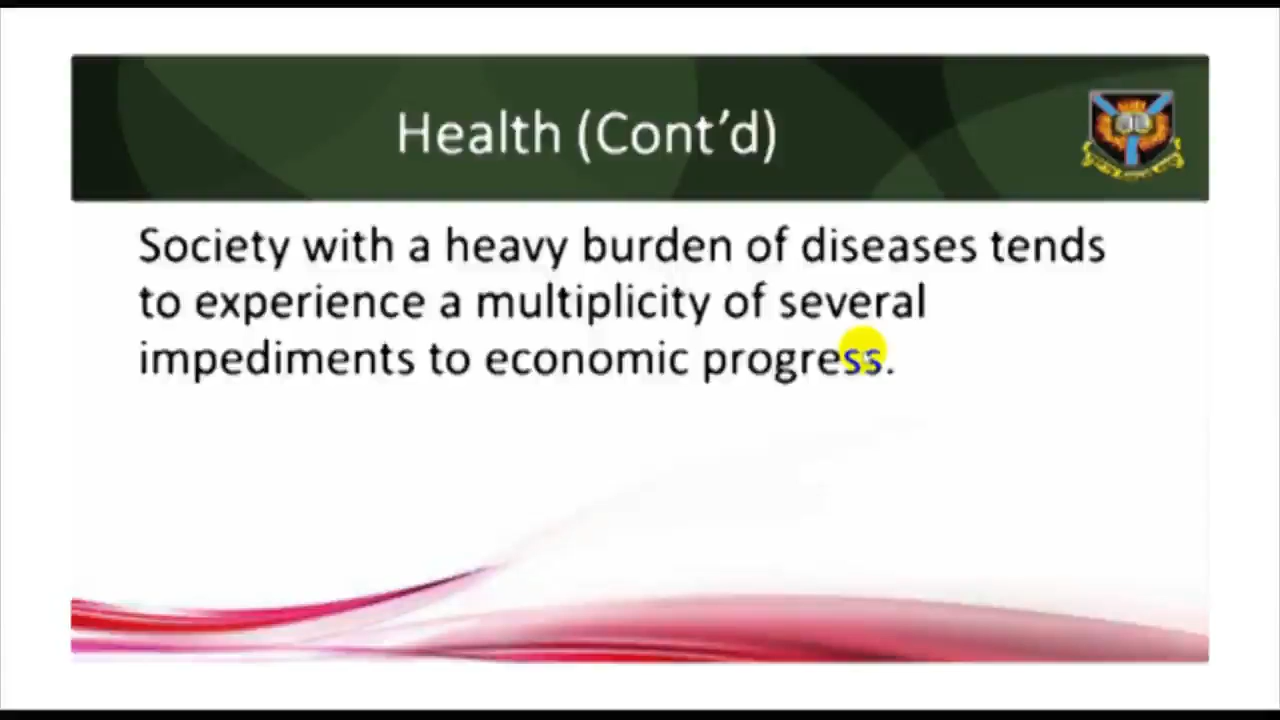 Health (Cont’d)
Society with a heavy burden of diseases tends
to experience a multiplicity of several
impediments to economic progress.